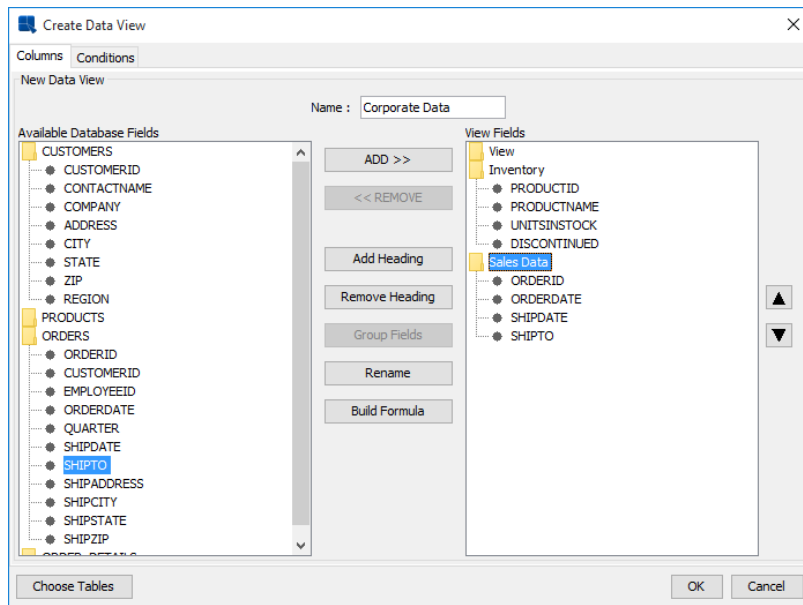 Create Data View
Columns
Conditions
New Data View
Name :
Corporate Data
Available Database Fields
CUSTOMERS
CUSTOMERID
CONTACTNAME
COMPANY
ADDRESS
CITY
STATE
ZIP
REGION
PRODUCTS
ORDERS
ORDERID
CUSTOMERID
EMPLOYEEID
ORDERDATE
QUARTER
SHIPDATE
SHIPTO
SHIPADDRESS
SHIPCITY
SHIPSTATE
SHIPZIP
ORDER_DETAILS
ADD >>
<< REMOVE
Add Heading
Remove Heading
Group Fields
Rename
Build Formula
View Fields
View
Inventory
PRODUCTID
PRODUCTNAME
UNITSINSTOCK
DISCONTINUED
Sales Data
ORDERID
ORDERDATE
SHIPDATE
SHIPTO
Choose Tables
OK
Cancel